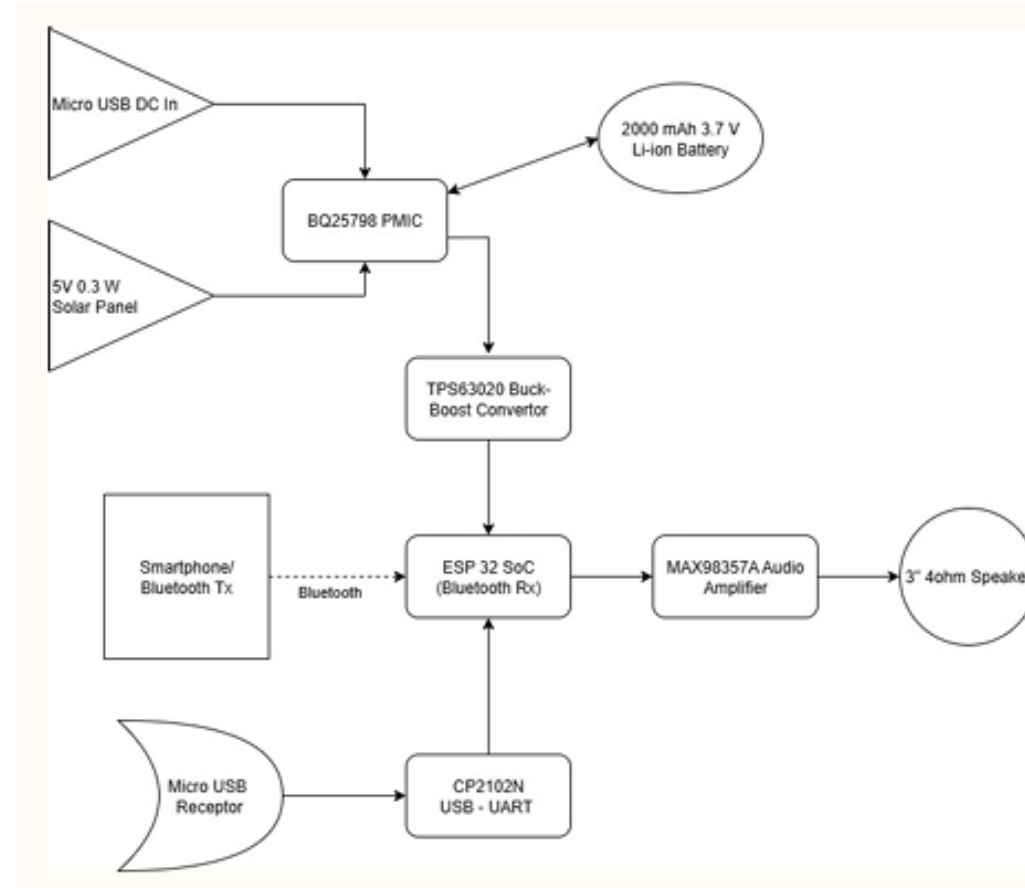 Micro USB DC In
2000 mAh 3.7 V
Li-ion Battery
BQ25798 PMIC
5V 0.3 W
Solar Panel
TPS63020 Buck-
Boost Convertor
Smartphone/
Bluetooth Tx
Bluetooth
ESP 32 SoC
(Bluetooth Rx)
MAX98357A Audio
Amplifier
3" 4ohm Speake
Micro USB
Receptor
CP2102N
USB - UART